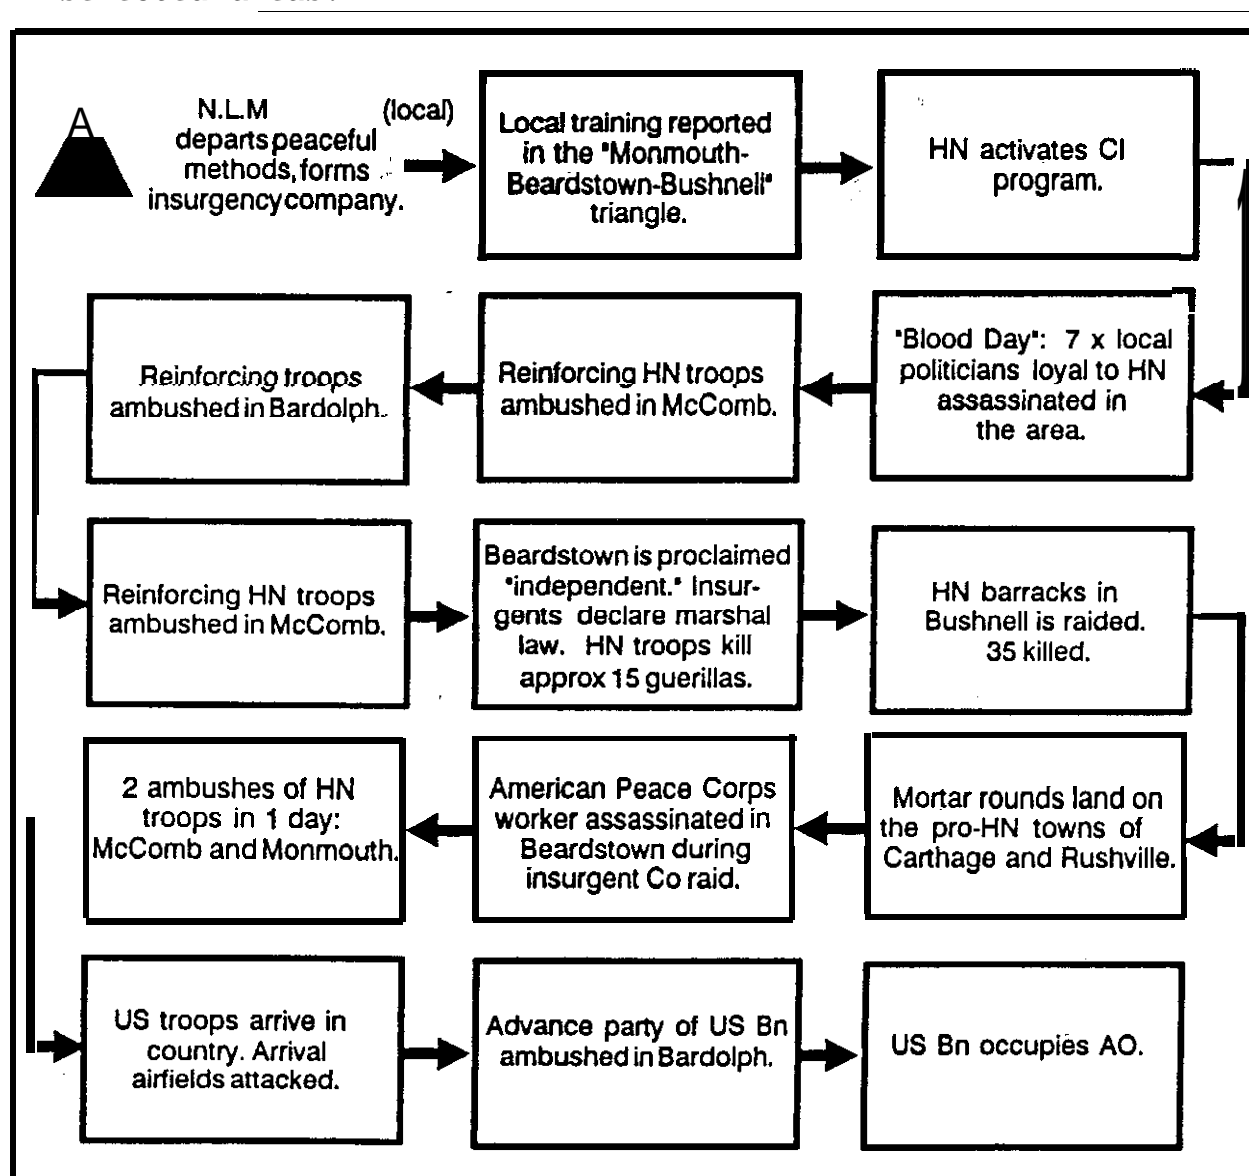 A
N.L.M (local)
departs peaceful
methods, forms
insurgency company.
Local training reported
in the "Monmouth-
Beardstown-Bushnell"
triangle.
HN activates CI
program.
"Blood Day": 7 x local
politicians loyal to HN
assassinated in
the area.
Reinforcing HN troops
ambushed in McComb.
Reinforcing troops
ambushed in Bardolph.
Reinforcing HN troops
ambushed in McComb.
Beardstown is proclaimed
"independent." Insur-
gents declare marshal
law. HN troops kill
approx 15 guerillas.
HN barracks in
Bushnell is raided.
35 killed.
Mortar rounds land on
the pro-HN towns of
Carthage and Rushville.
American Peace Corps
worker assassinated in
Beardstown during
insurgent Co raid.
2 ambushes of HN
troops in 1 day:
McComb and Monmouth.
US troops arrive in
country. Arrival
airfields attacked.
Advance party of US Bn
ambushed in Bardolph.
US Bn occupies AO.